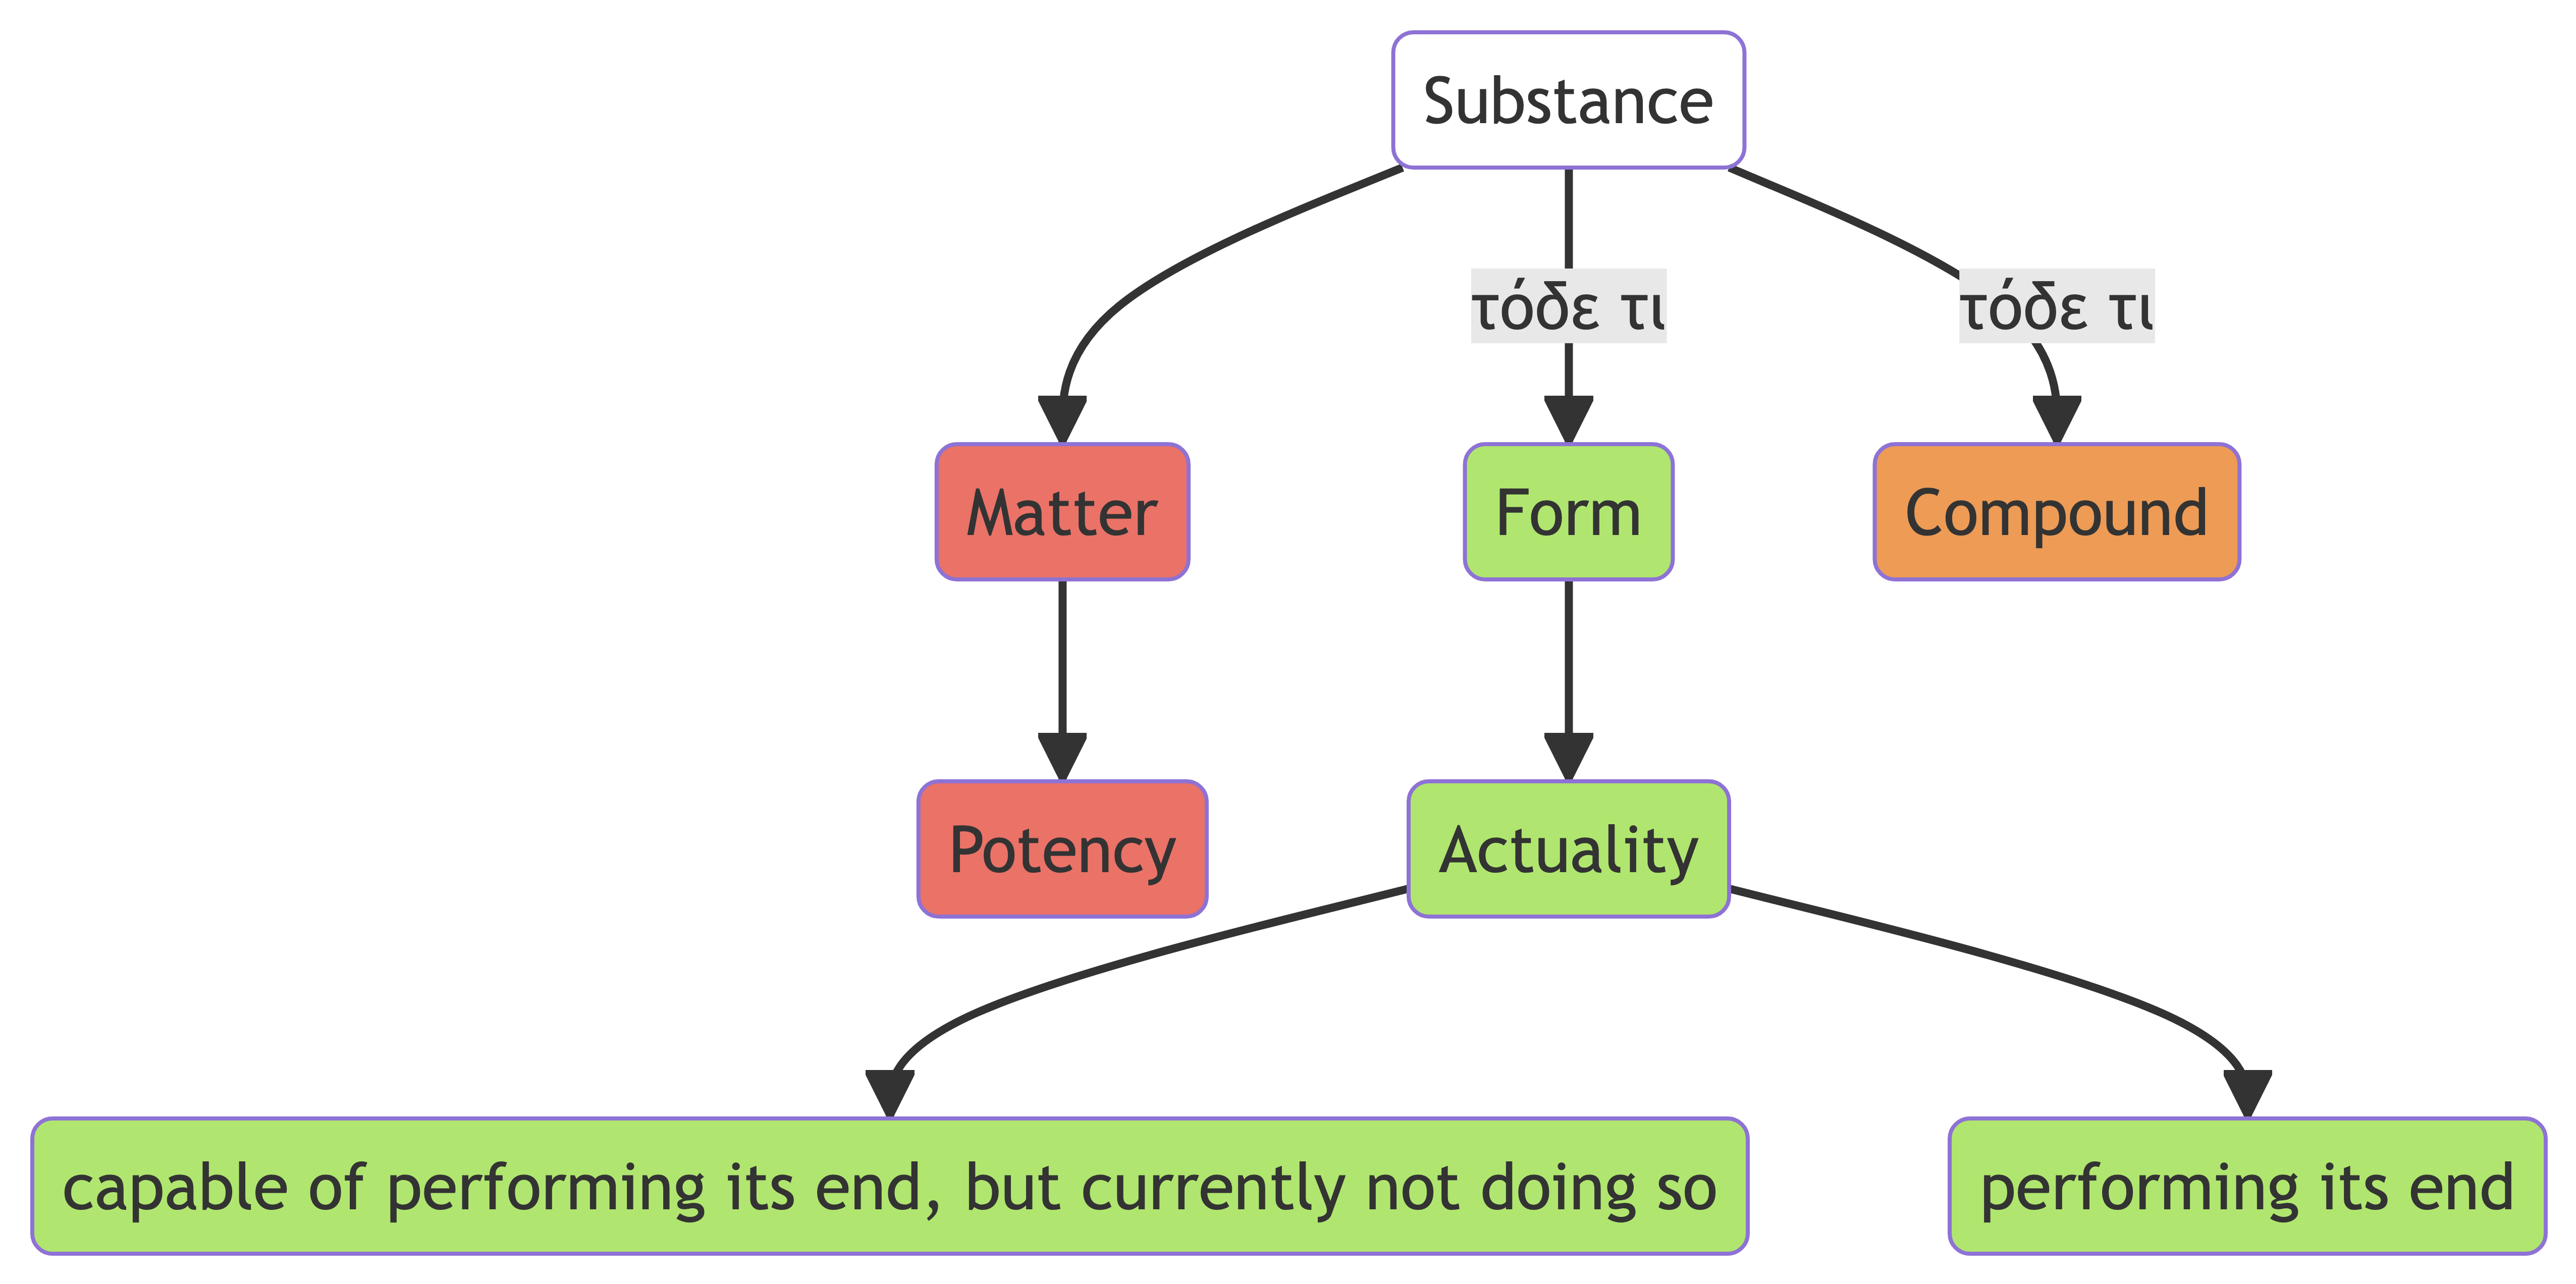 Substance
τόδε τι
τόδε τι
Matter
Form
Compound
Potency
Actuality
capable of performing its end, but currently not doing so
performing its end